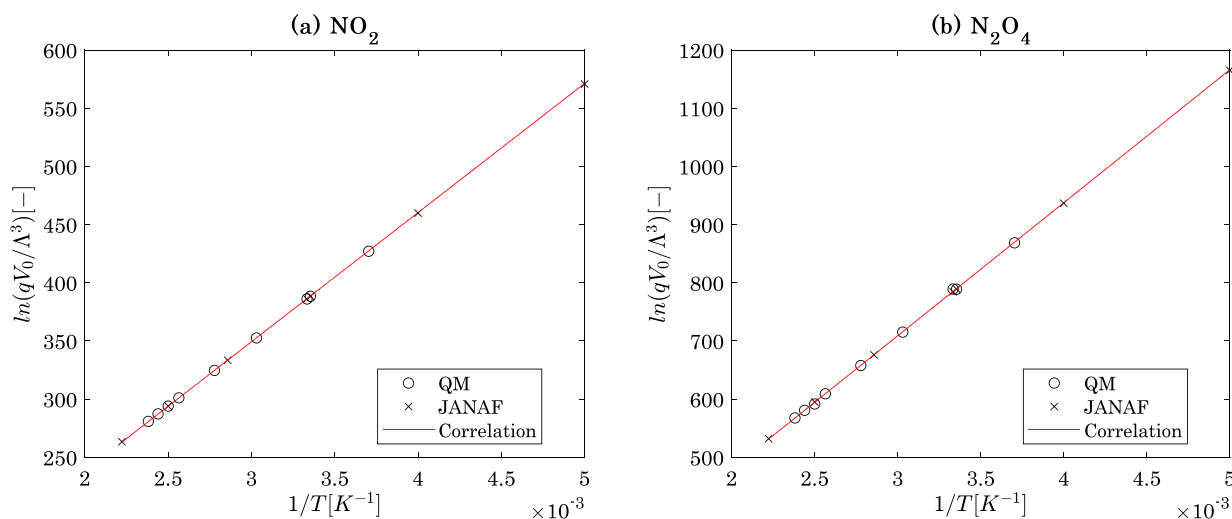 (a) NO₂
600
550
500
450
400
350
300
250
ln(qV₀/Λ³)[−]
2 2.5 3 3.5 4 4.5 5
1/T[K⁻¹]
×10⁻³
QM
JANAF
Correlation
(b) N₂O₄
1200
1100
1000
900
800
700
600
500
ln(qV₀/Λ³)[−]
2 2.5 3 3.5 4 4.5 5
1/T[K⁻¹]
×10⁻³
QM
JANAF
Correlation